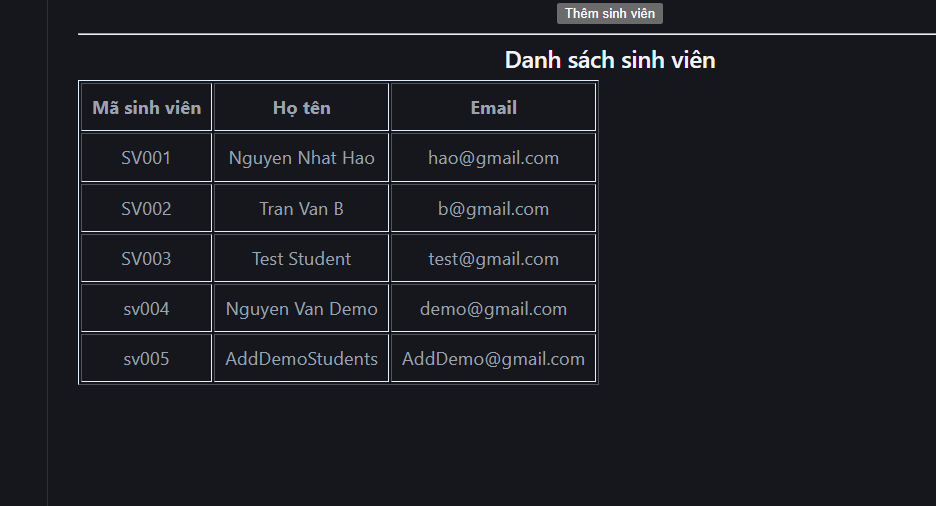 Thêm sinh viên
Danh sách sinh viên
Mã sinh viên Họ tên Email
SV001 Nguyen Nhat Hao hao@gmail.com
SV002 Tran Van B b@gmail.com
SV003 Test Student test@gmail.com
sv004 Nguyen Van Demo demo@gmail.com
sv005 AddDemoStudents AddDemo@gmail.com